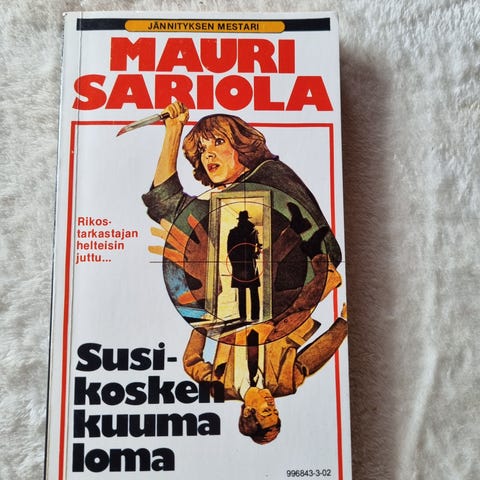 JÄNNITYKSEN MESTARI
MAURI
SARIOLA
Rikos-
tarkastajan
helteisin
juttu...
Susi-
kosken
kuuma
loma
996843-3-02